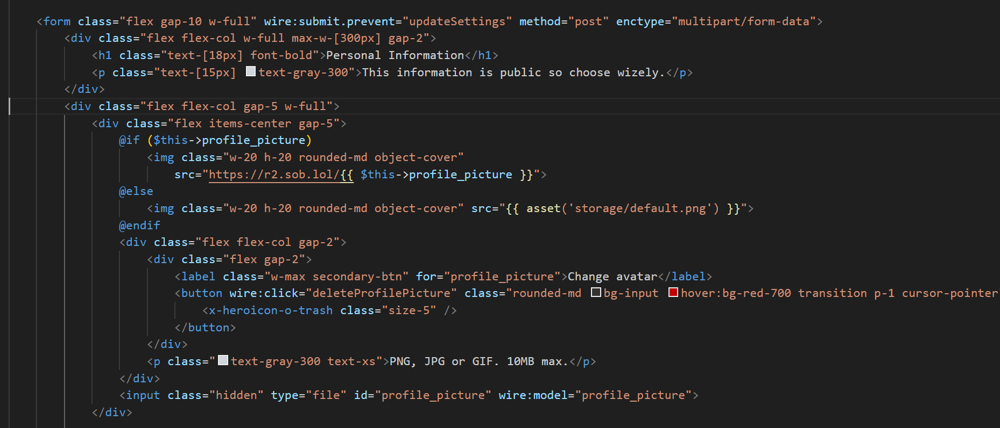 <form class="flex gap-10 w-full" wire:submit.prevent="updateSettings" method="post" enctype="multipart/form-data">
<div class="flex flex-col w-full max-w-[300px] gap-2">
<h1 class="text-[18px] font-bold">Personal Information</h1>
<p class="text-[15px] text-gray-300">This information is public so choose wizely.</p>
</div>
<div class="flex flex-col gap-5 w-full">
<div class="flex items-center gap-5">
@if ($this->profile_picture)
<img class="w-20 h-20 rounded-md object-cover"
src="https://r2.sob.lol/{{ $this->profile_picture }}">
@else
<img class="w-20 h-20 rounded-md object-cover" src="{{ asset('storage/default.png') }}">
@endif
<div class="flex flex-col gap-2">
<div class="flex gap-2">
<label class="w-max secondary-btn" for="profile_picture">Change avatar</label>
<button wire:click="deleteProfilePicture" class="rounded-md bg-input hover:bg-red-700 transition p-1 cursor-pointer"
<x-heroicon-o-trash class="size-5" />
</button>
</div>
<p class="text-gray-300 text-xs">PNG, JPG or GIF. 10MB max.</p>
</div>
<input class="hidden" type="file" id="profile_picture" wire:model="profile_picture">
</div>